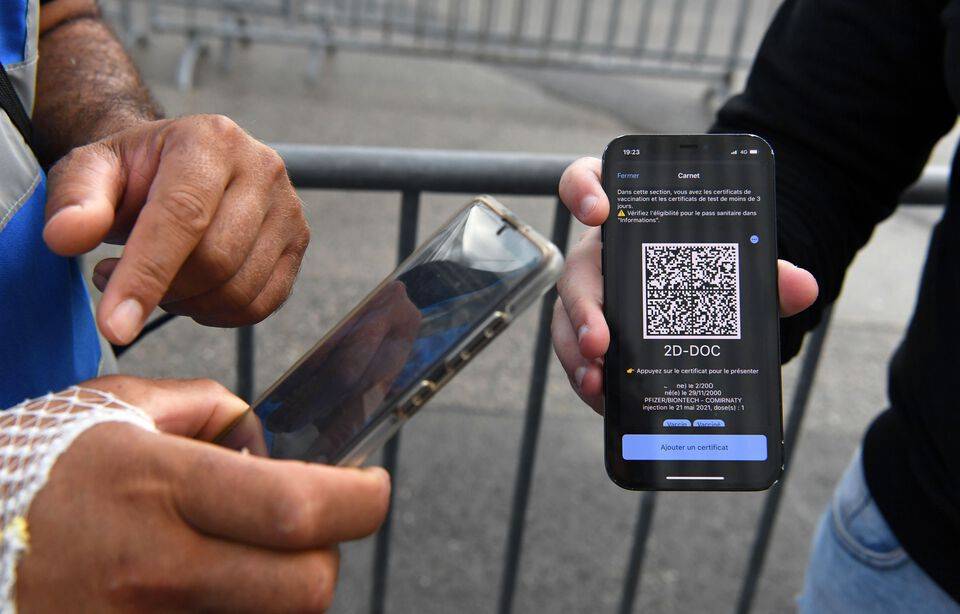 19:23
4G
Fermer
Carnet
Dans cette section, vous avez les certificats de
vaccination et les certificats de test de moins de 3
jours.
⚠️ Vérifiez l'éligibilité pour le pass sanitaire dans
"Informations".
2D-DOC
👉 Appuyez sur le certificat pour le présenter
né(e) le 29/11/2000
PFIZER/BIONTECH - COMIRNATY
injection le 21 mai 2021, dose(s) : 1
Vaccin
Vacciné
Ajouter un certificat